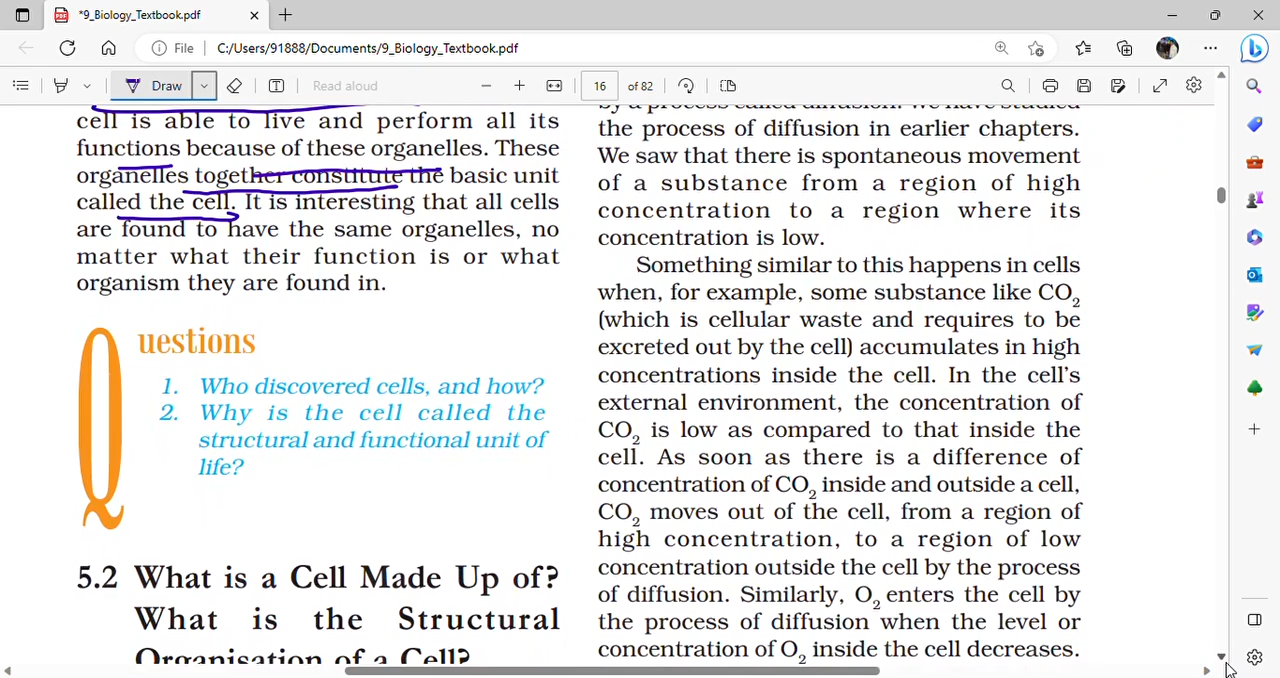 *9_Biology_Textbook.pdf
File
C:/Users/91888/Documents/9_Biology_Textbook.pdf
Draw
Read aloud
16
of 82
cell is able to live and perform all its
functions because of these organelles. These
organelles together constitute the basic unit
called the cell. It is interesting that all cells
are found to have the same organelles, no
matter what their function is or what
organism they are found in.
Questions
1. Who discovered cells, and how?
2. Why is the cell called the
structural and functional unit of
life?
5.2 What is a Cell Made Up of?
What is the Structural
Organisation of a Cell?
by a process called diffusion. We have studied
the process of diffusion in earlier chapters.
We saw that there is spontaneous movement
of a substance from a region of high
concentration to a region where its
concentration is low.
Something similar to this happens in cells
when, for example, some substance like CO₂
(which is cellular waste and requires to be
excreted out by the cell) accumulates in high
concentrations inside the cell. In the cell's
external environment, the concentration of
CO₂ is low as compared to that inside the
cell. As soon as there is a difference of
concentration of CO₂ inside and outside a cell,
CO₂ moves out of the cell, from a region of
high concentration, to a region of low
concentration outside the cell by the process
of diffusion. Similarly, O₂ enters the cell by
the process of diffusion when the level or
concentration of O₂ inside the cell decreases.